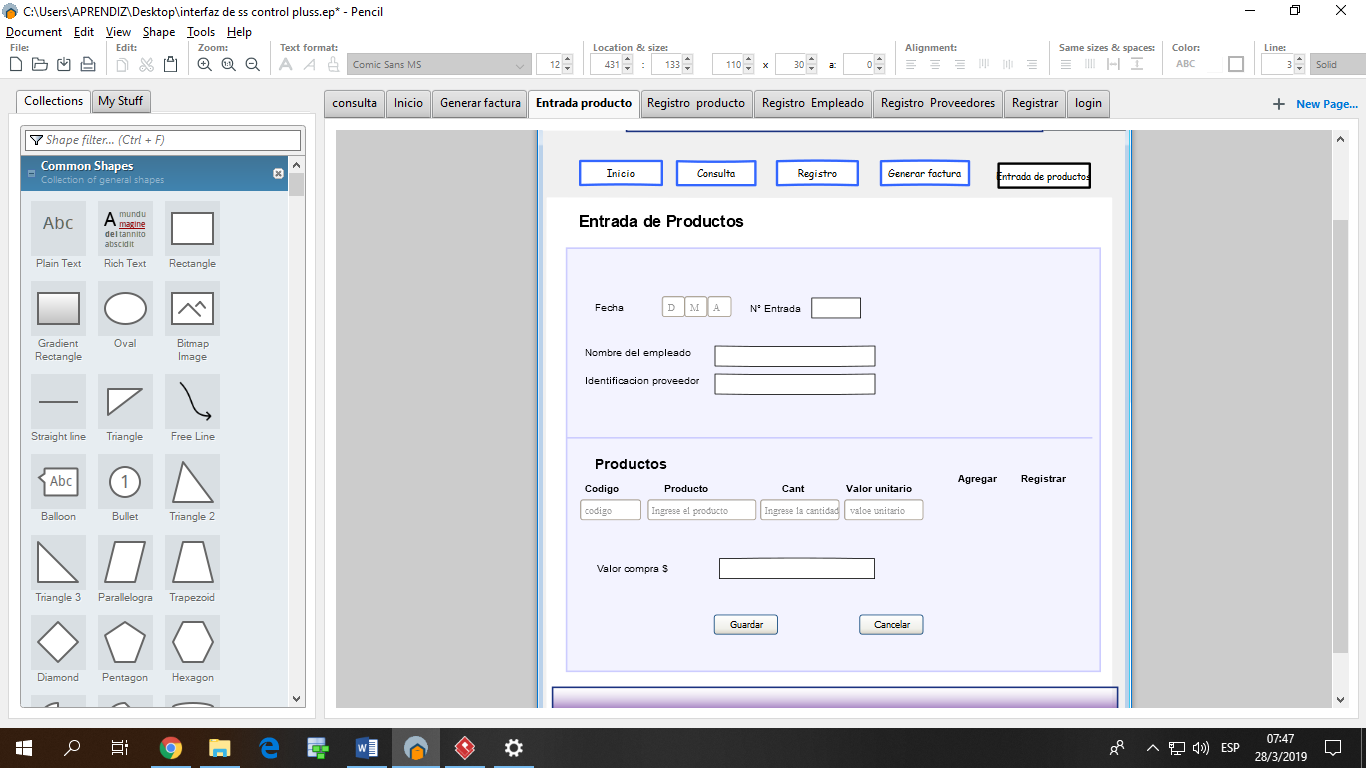 C:\Users\APRENDIZ\Desktop\interfaz de ss control pluss.ep* - Pencil
Document Edit View Shape Tools Help
File: Edit: Zoom: Text format: Location & size: Alignment: Same sizes & spaces: Color: Line:
Comic Sans MS 12 431 : 133 110 x 30 a: 0 ABC 3 Solid
Collections My Stuff
consulta Inicio Generar factura Entrada producto Registro producto Registro Empleado Registro Proveedores Registrar login + New Page...
Shape filter... (Ctrl + F)
Common Shapes
Collection of general shapes
Abc
A mundu
magine
del tannito
abscidit
Plain Text Rich Text Rectangle
Gradient Rectangle Oval Bitmap Image
Straight line Triangle Free Line
Abc 1
Balloon Bullet Triangle 2
Triangle 3 Parallelogra Trapezoid
Diamond Pentagon Hexagon
Inicio Consulta Registro Generar factura Entrada de productos
Entrada de Productos
Fecha D M A N° Entrada
Nombre del empleado
Identificacion proveedor
Productos
Agregar Registrar
Codigo Producto Cant Valor unitario
codigo Ingrese el producto Ingrese la cantidad valoe unitario
Valor compra $
Guardar Cancelar
ESP
07:47
28/3/2019